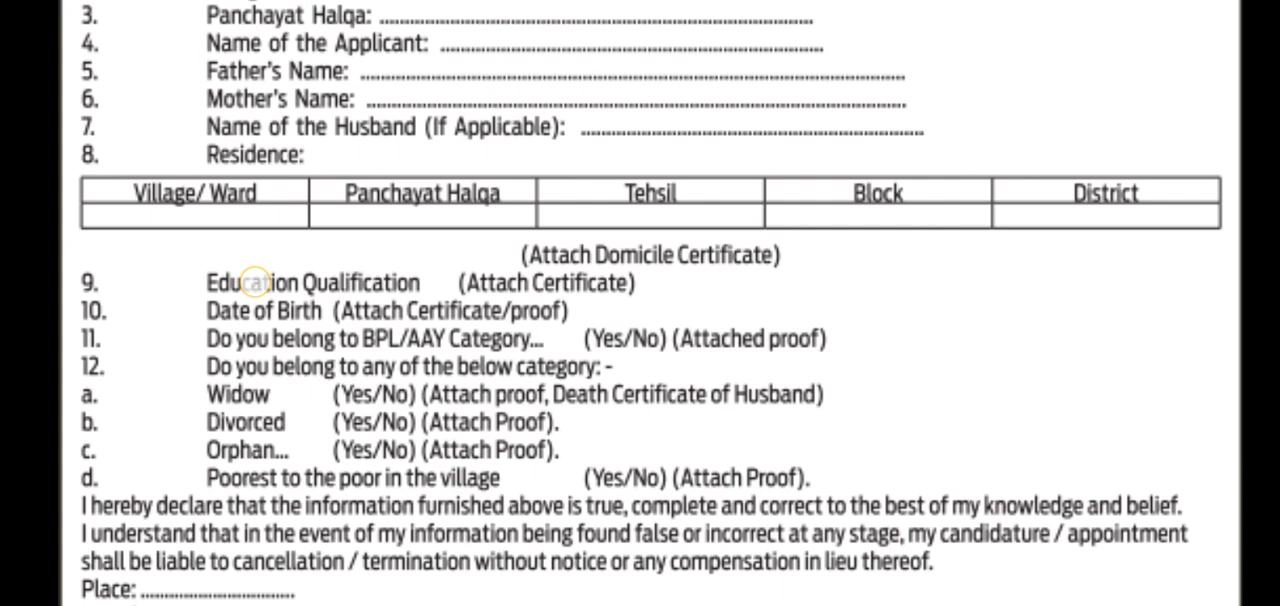 3. Panchayat Halqa: ........................................
4. Name of the Applicant: ........................................
5. Father's Name: ........................................
6. Mother's Name: ........................................
7. Name of the Husband (If Applicable): ........................................
8. Residence:
Village/ Ward Panchayat Halqa Tehsil Block District
(Attach Domicile Certificate)
9. Education Qualification (Attach Certificate)
10. Date of Birth (Attach Certificate/proof)
11. Do you belong to BPL/AAY Category... (Yes/No) (Attached proof)
12. Do you belong to any of the below category: -
a. Widow (Yes/No) (Attach proof, Death Certificate of Husband)
b. Divorced (Yes/No) (Attach Proof).
c. Orphan... (Yes/No) (Attach Proof).
d. Poorest to the poor in the village (Yes/No) (Attach Proof).
I hereby declare that the information furnished above is true, complete and correct to the best of my knowledge and belief.
I understand that in the event of my information being found false or incorrect at any stage, my candidature / appointment
shall be liable to cancellation / termination without notice or any compensation in lieu thereof.
Place: ..................................